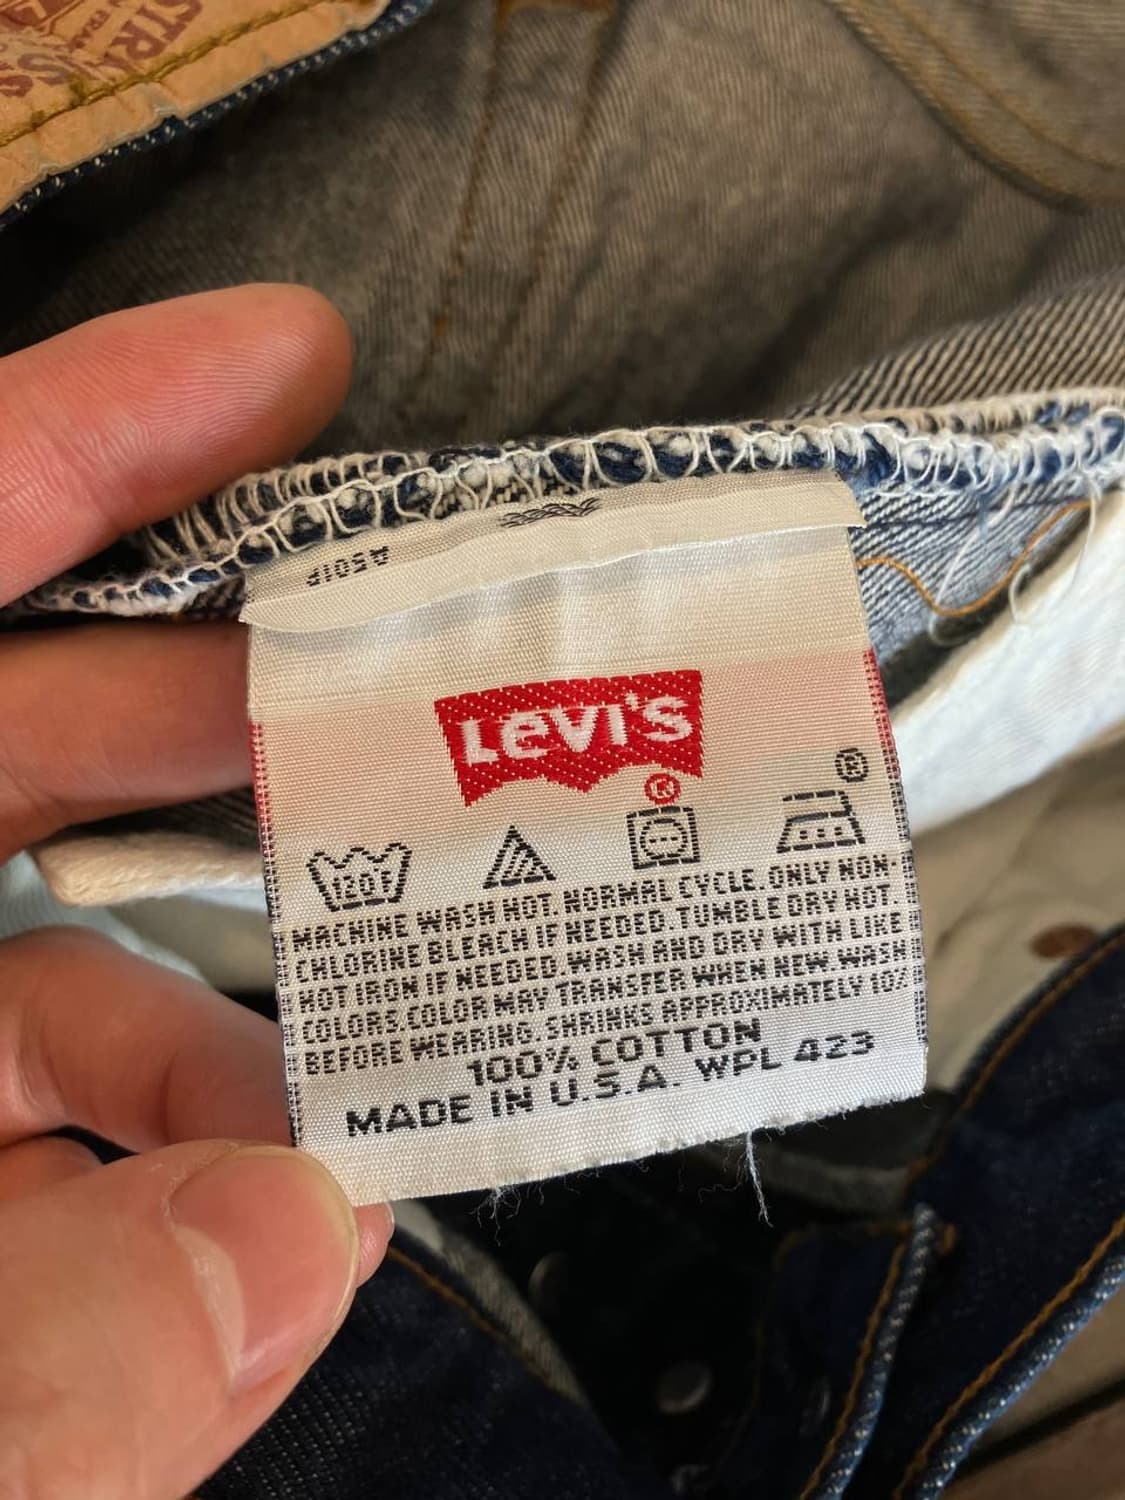 Levi's
®
®
120F
MACHINE WASH HOT. NORMAL CYCLE. ONLY NON-
CHLORINE BLEACH IF NEEDED. TUMBLE DRY HOT.
HOT IRON IF NEEDED. WASH AND DRY WITH LIKE
COLORS. COLOR MAY TRANSFER WHEN NEW. WASH
BEFORE WEARING. SHRINKS APPROXIMATELY 10%
100% COTTON
MADE IN U.S.A. WPL 423